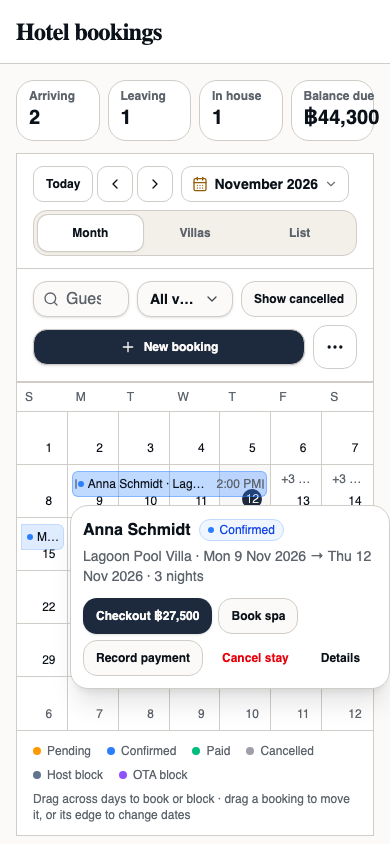 Hotel bookings
Arriving
2
Leaving
1
In house
1
Balance due
฿44,300
Today
November 2026
Month Villas List
Gues
All v…
Show cancelled
New booking
S M T W T F S
1 2 3 4 5 6 7
Anna Schmidt · Lag… 2:00 PM
+3 … +3 …
8 9 10 11 12 13 14
M…
15
Anna Schmidt
Confirmed
Lagoon Pool Villa · Mon 9 Nov 2026 → Thu 12
Nov 2026 · 3 nights
Checkout ฿27,500
Book spa
22
Record payment
Cancel stay
Details
29
6 7 8 9 10 11 12
Pending Confirmed Paid Cancelled
Host block OTA block
Drag across days to book or block · drag a booking to move
it, or its edge to change dates